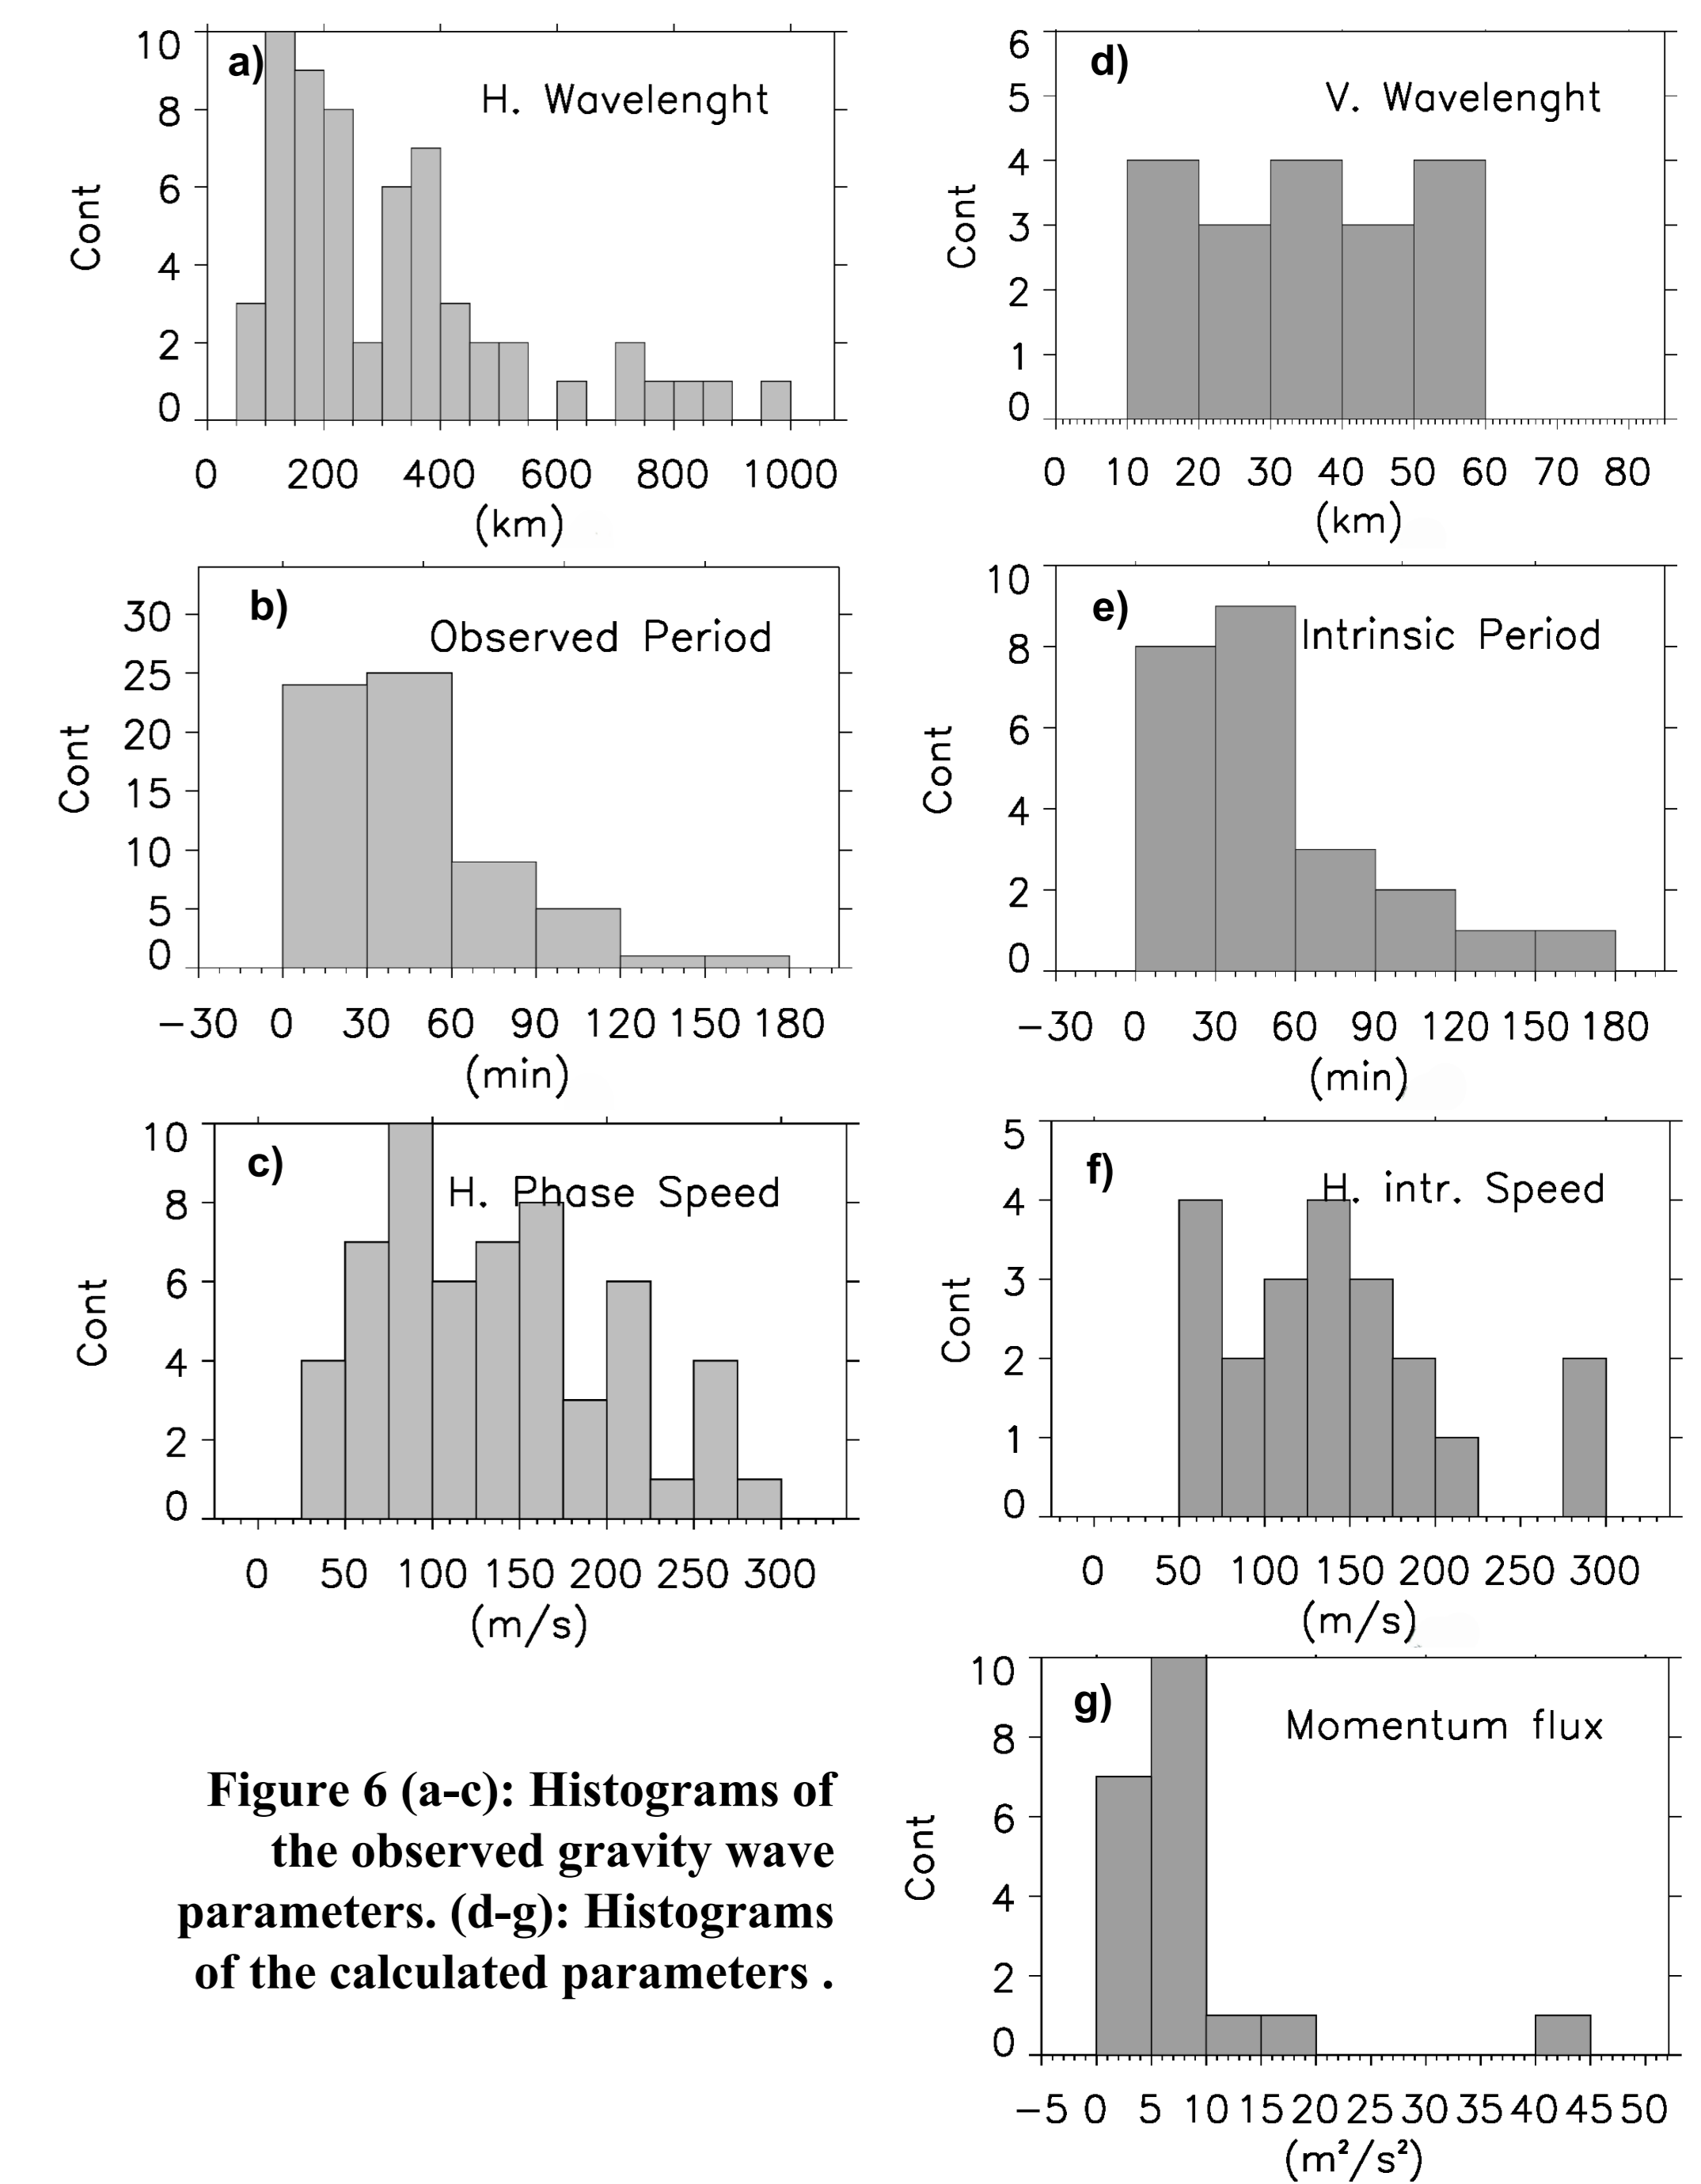 a)
H. Wavelenght
Cont
10
8
6
4
2
0
0 200 400 600 800 1000
(km)
d)
V. Wavelenght
Cont
6
5
4
3
2
1
0
0 10 20 30 40 50 60 70 80
(km)
b)
Observed Period
Cont
30
25
20
15
10
5
0
−30 0 30 60 90 120 150 180
(min)
e)
Intrinsic Period
Cont
10
8
6
4
2
0
−30 0 30 60 90 120 150 180
(min)
c)
H. Phase Speed
Cont
10
8
6
4
2
0
0 50 100 150 200 250 300
(m/s)
f)
H. intr. Speed
Cont
5
4
3
2
1
0
0 50 100 150 200 250 300
(m/s)
g)
Momentum flux
Cont
10
8
6
4
2
0
−5 0 5 10 15 20 25 30 35 40 45 50
(m²/s²)
Figure 6 (a-c): Histograms of
the observed gravity wave
parameters. (d-g): Histograms
of the calculated parameters .